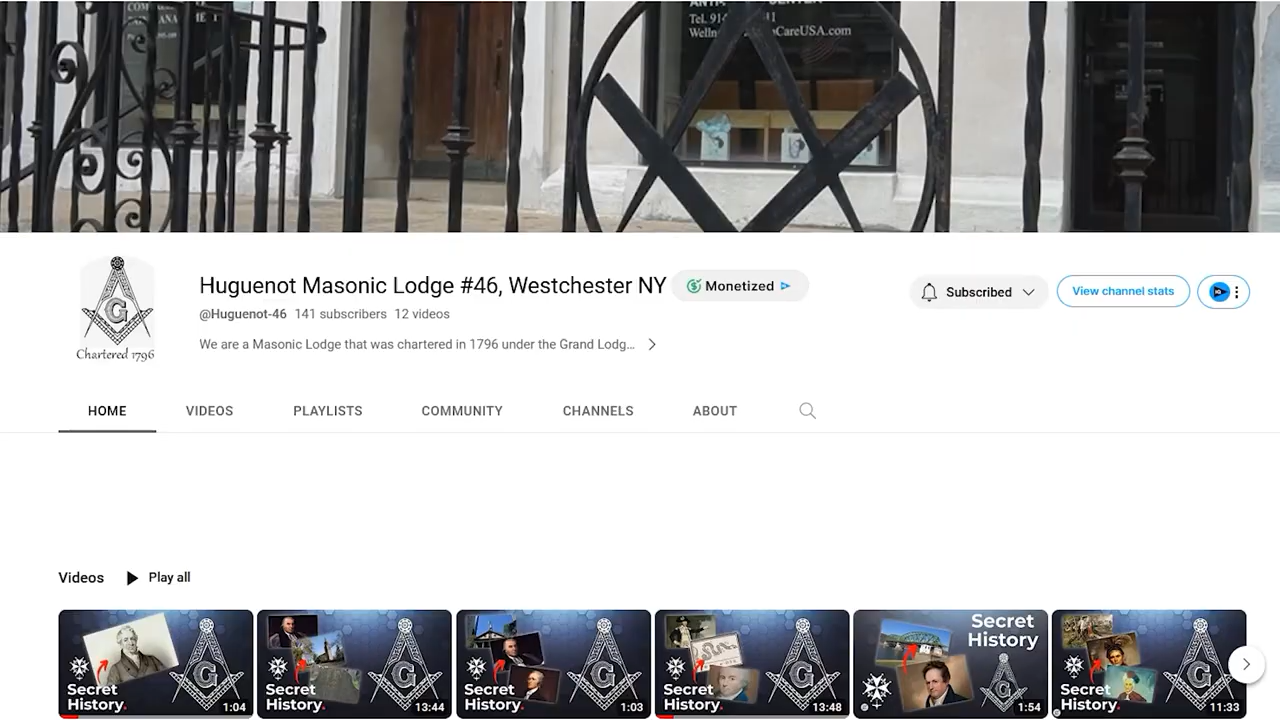 Tel. 914
Huguenot Masonic Lodge #46, Westchester NY
Monetized
@Huguenot-46 141 subscribers 12 videos
We are a Masonic Lodge that was chartered in 1796 under the Grand Lodg...
G
Chartered 1796
Subscribed
View channel stats
HOME VIDEOS PLAYLISTS COMMUNITY CHANNELS ABOUT
Videos Play all
Secret
History.
G
1:04
Secret
History.
G
13:44
Secret
History.
G
1:03
Secret
History.
G
13:48
Secret
History
G
1:54
Secret
History.
G
11:33